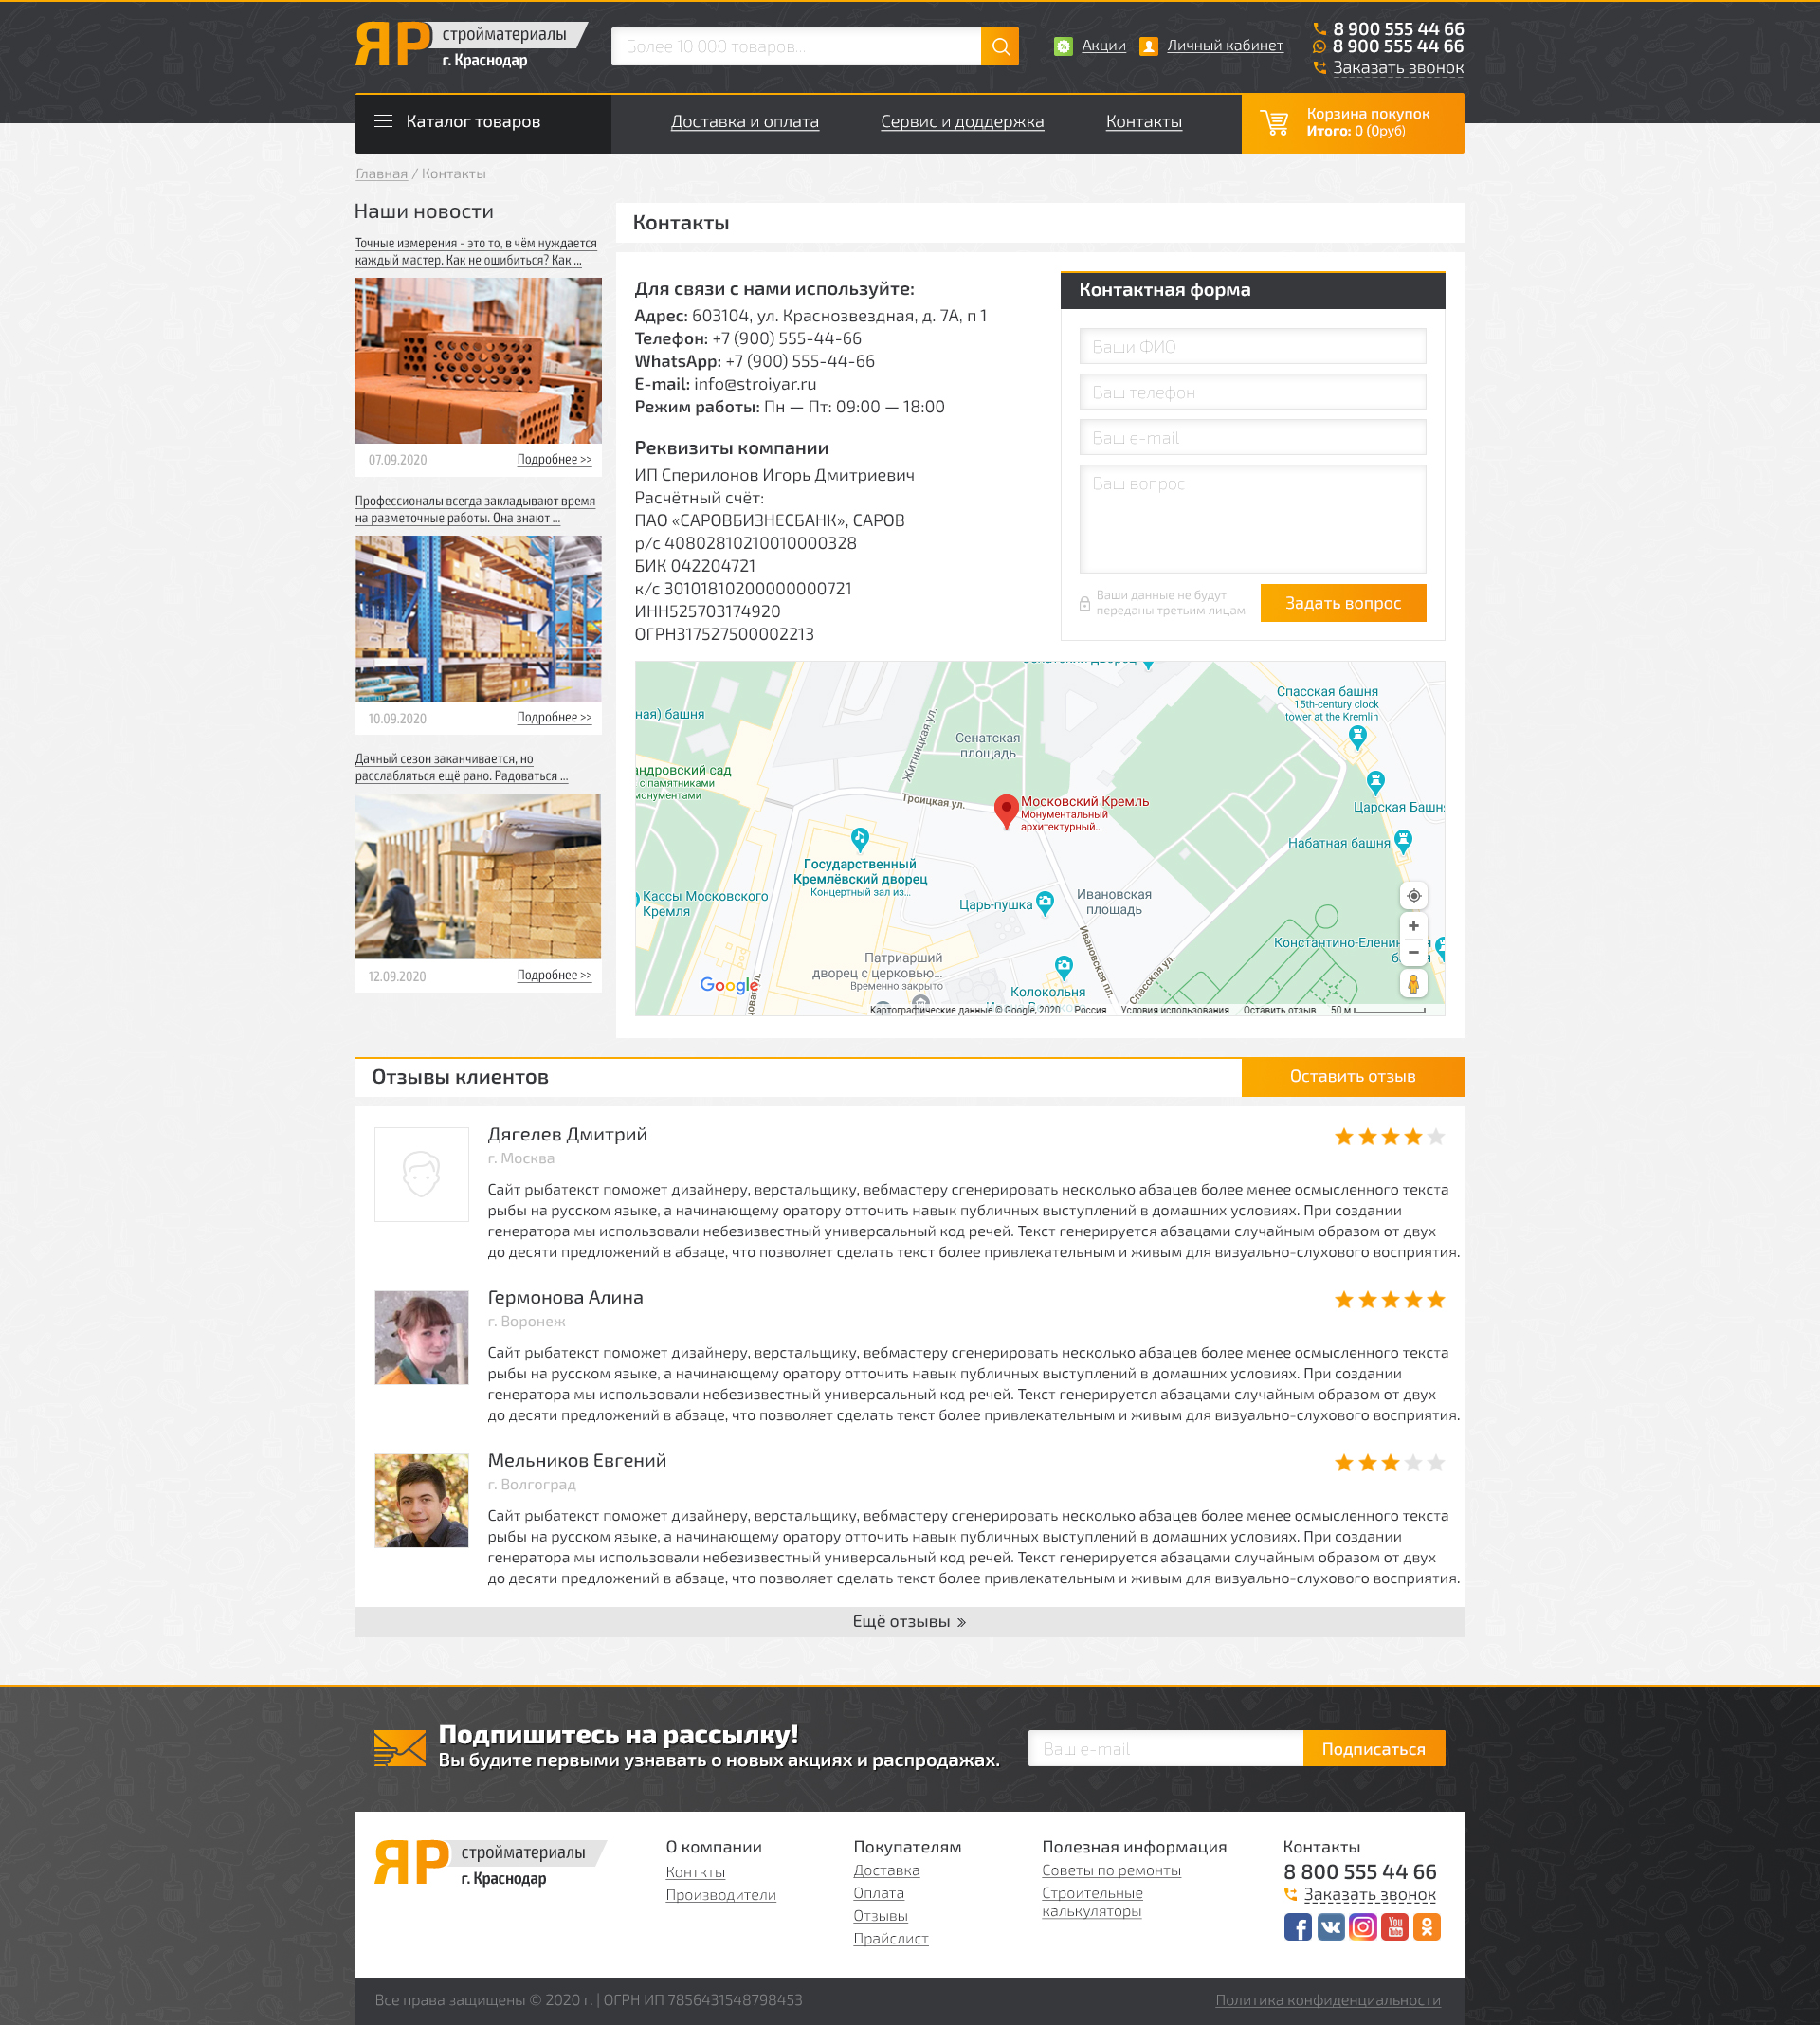 ЯР стройматериалы
г. Краснодар
Более 10 000 товаров...
Акции
Личный кабинет
8 900 555 44 66
8 900 555 44 66
Заказать звонок
Каталог товаров
Доставка и оплата
Сервис и доддержка
Контакты
Корзина покупок
Итого: 0 (0руб)
Главная / Контакты
Наши новости
Точные измерения - это то, в чём нуждается
каждый мастер. Как не ошибиться? Как ...
07.09.2020
Подробнее >>
Профессионалы всегда закладывают время
на разметочные работы. Она знают ...
10.09.2020
Подробнее >>
Дачный сезон заканчивается, но
расслабляться ещё рано. Радоваться ...
12.09.2020
Подробнее >>
Контакты
Для связи с нами используйте:
Адрес: 603104, ул. Краснозвездная, д. 7А, п 1
Телефон: +7 (900) 555-44-66
WhatsApp: +7 (900) 555-44-66
E-mail: info@stroiyar.ru
Режим работы: Пн — Пт: 09:00 — 18:00
Реквизиты компании
ИП Сперилонов Игорь Дмитриевич
Расчётный счёт:
ПАО «САРОВБИЗНЕСБАНК», САРОВ
р/с 40802810210010000328
БИК 042204721
к/с 30101810200000000721
ИНН525703174920
ОГРН317527500002213
Контактная форма
Ваши ФИО
Ваш телефон
Ваш e-mail
Ваш вопрос
Ваши данные не будут
переданы третьим лицам
Задать вопрос
ная) башня
Спасская башня
15th-century clock
tower at the Kremlin
Житницкая ул.
Сенатская
площадь
андровский сад
с памятниками
монументами
Троицкая ул.
Московский Кремль
Монументальный
архитектурный...
Царская Башн
Набатная башня
Государственный
Кремлёвский дворец
Концертный зал из...
Кассы Московского
Кремля
Царь-пушка
Ивановская
площадь
Ивановская пл.
Спасская ул.
Константино-Еленинская
Патриарший
дворец с церковью...
Временно закрыто
Колокольня
Google
Картографические данные © Google, 2020 Россия Условия использования Оставить отзыв 50 м
Отзывы клиентов
Оставить отзыв
Дягелев Дмитрий
г. Москва
Сайт рыбатекст поможет дизайнеру, верстальщику, вебмастеру сгенерировать несколько абзацев более менее осмысленного текста
рыбы на русском языке, а начинающему оратору отточить навык публичных выступлений в домашних условиях. При создании
генератора мы использовали небезизвестный универсальный код речей. Текст генерируется абзацами случайным образом от двух
до десяти предложений в абзаце, что позволяет сделать текст более привлекательным и живым для визуально-слухового восприятия.
Гермонова Алина
г. Воронеж
Сайт рыбатекст поможет дизайнеру, верстальщику, вебмастеру сгенерировать несколько абзацев более менее осмысленного текста
рыбы на русском языке, а начинающему оратору отточить навык публичных выступлений в домашних условиях. При создании
генератора мы использовали небезизвестный универсальный код речей. Текст генерируется абзацами случайным образом от двух
до десяти предложений в абзаце, что позволяет сделать текст более привлекательным и живым для визуально-слухового восприятия.
Мельников Евгений
г. Волгоград
Сайт рыбатекст поможет дизайнеру, верстальщику, вебмастеру сгенерировать несколько абзацев более менее осмысленного текста
рыбы на русском языке, а начинающему оратору отточить навык публичных выступлений в домашних условиях. При создании
генератора мы использовали небезизвестный универсальный код речей. Текст генерируется абзацами случайным образом от двух
до десяти предложений в абзаце, что позволяет сделать текст более привлекательным и живым для визуально-слухового восприятия.
Ещё отзывы »
Подпишитесь на рассылку!
Вы будите первыми узнавать о новых акциях и распродажах.
Ваш e-mail
Подписаться
ЯР стройматериалы
г. Краснодар
О компании
Конткты
Производители
Покупателям
Доставка
Оплата
Отзывы
Прайслист
Полезная информация
Советы по ремонты
Строительные
калькуляторы
Контакты
8 800 555 44 66
Заказать звонок
You Tube
Все права защищены © 2020 г. | ОГРН ИП 7856431548798453
Политика конфиденциальности